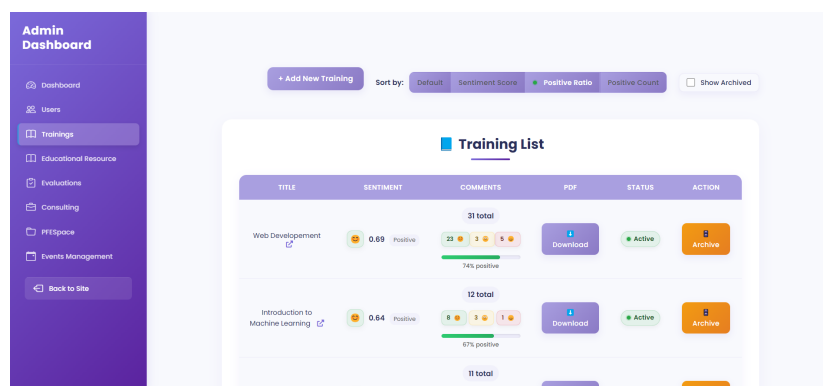 Admin
Dashboard
Dashboard
Users
Trainings
Educational Resource
Evaluations
Consulting
PFESpace
Events Management
Back to Site
+ Add New Training
Sort by:
Default
Sentiment Score
Positive Ratio
Positive Count
Show Archived
Training List
TITLE SENTIMENT COMMENTS PDF STATUS ACTION
31 total
Web Developement
0.69 Positive
23 3 5
74% positive
Download
Active
Archive
12 total
Introduction to
Machine Learning
0.64 Positive
8 3 1
67% positive
Download
Active
Archive
11 total